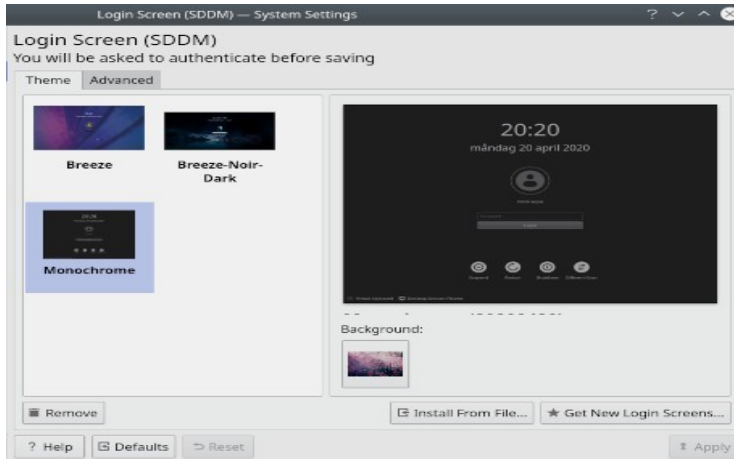 Login Screen (SDDM) — System Settings
Login Screen (SDDM)
You will be asked to authenticate before saving
Theme Advanced
Breeze
Breeze-Noir-Dark
Monochrome
20:20
måndag 20 april 2020
Background:
Remove
Install From File...
Get New Login Screens...
? Help
Defaults
Reset
Apply